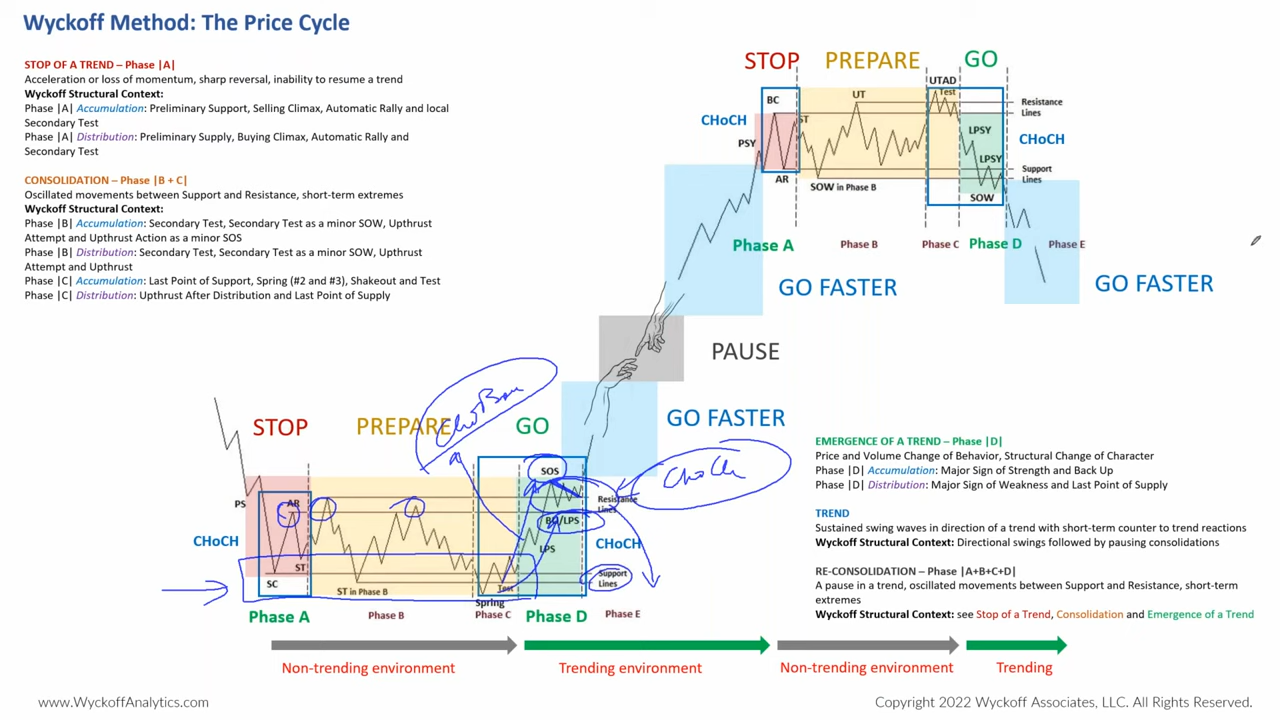 Wyckoff Method: The Price Cycle
STOP OF A TREND – Phase |A|
Acceleration or loss of momentum, sharp reversal, inability to resume a trend
Wyckoff Structural Context:
Phase |A| Accumulation: Preliminary Support, Selling Climax, Automatic Rally and local
Secondary Test
Phase |A| Distribution: Preliminary Supply, Buying Climax, Automatic Rally and
Secondary Test
CONSOLIDATION – Phase |B + C|
Oscillated movements between Support and Resistance, short-term extremes
Wyckoff Structural Context:
Phase |B| Accumulation: Secondary Test, Secondary Test as a minor SOW, Upthrust
Attempt and Upthrust Action as a minor SOS
Phase |B| Distribution: Secondary Test, Secondary Test as a minor SOW, Upthrust
Attempt and Upthrust
Phase |C| Accumulation: Last Point of Support, Spring (#2 and #3), Shakeout and Test
Phase |C| Distribution: Upthrust After Distribution and Last Point of Support
STOP PREPARE GO
UTAD
BC UT Test Resistance
Lines
CHoCH ST
PSY LPSY CHoCH
LPSY Support
Lines
AR SOW in Phase B SOW
Phase A Phase B Phase C Phase D Phase E
GO FASTER GO FASTER
PAUSE
GO FASTER
STOP PREPARE GO
SOS
ChoCh
PS AR Resistance
Lines
BU/LPS
CHoCH LPS CHoCH
ST
SC ST in Phase B Test Support
Lines
Spring
Phase A Phase B Phase C Phase D Phase E
EMERGENCE OF A TREND – Phase |D|
Price and Volume Change of Behavior, Structural Change of Character
Phase |D| Accumulation: Major Sign of Strength and Back Up
Phase |D| Distribution: Major Sign of Weakness and Last Point of Supply
TREND
Sustained swing waves in direction of a trend with short-term counter to trend reactions
Wyckoff Structural Context: Directional swings followed by pausing consolidations
RE-CONSOLIDATION – Phase |A+B+C+D|
A pause in a trend, oscillated movements between Support and Resistance, short-term
extremes
Wyckoff Structural Context: see Stop of a Trend, Consolidation and Emergence of a Trend
Non-trending environment Trending environment Non-trending environment Trending
www.WyckoffAnalytics.com Copyright 2022 Wyckoff Associates, LLC. All Rights Reserved.